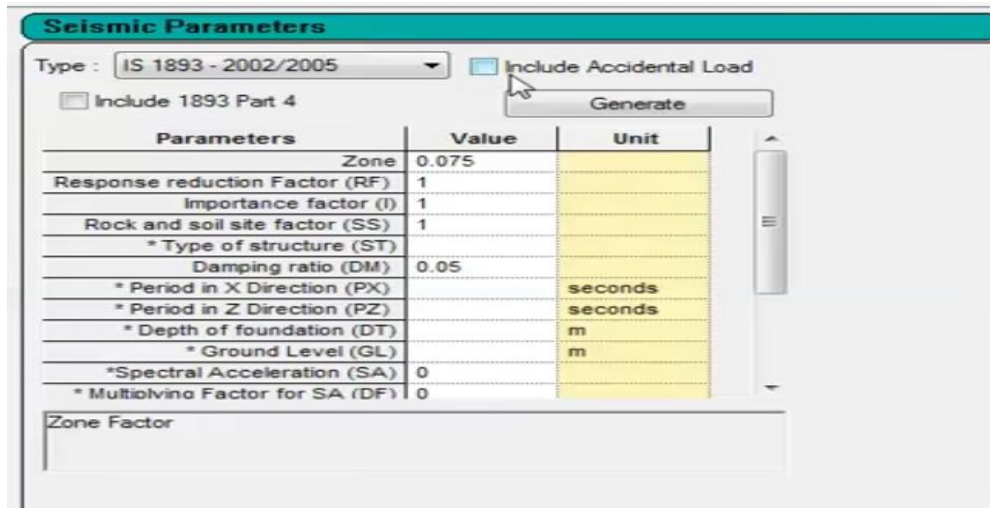 Seismic Parameters
Type : IS 1893 - 2002/2005 Include Accidental Load
Include 1893 Part 4 Generate
Parameters Value Unit
Zone 0.075
Response reduction Factor (RF) 1
Importance factor (I) 1
Rock and soil site factor (SS) 1
* Type of structure (ST)
Damping ratio (DM) 0.05
* Period in X Direction (PX) seconds
* Period in Z Direction (PZ) seconds
* Depth of foundation (DT) m
* Ground Level (GL) m
*Spectral Acceleration (SA) 0
* Multiplying Factor for SA (DF) 0
Zone Factor